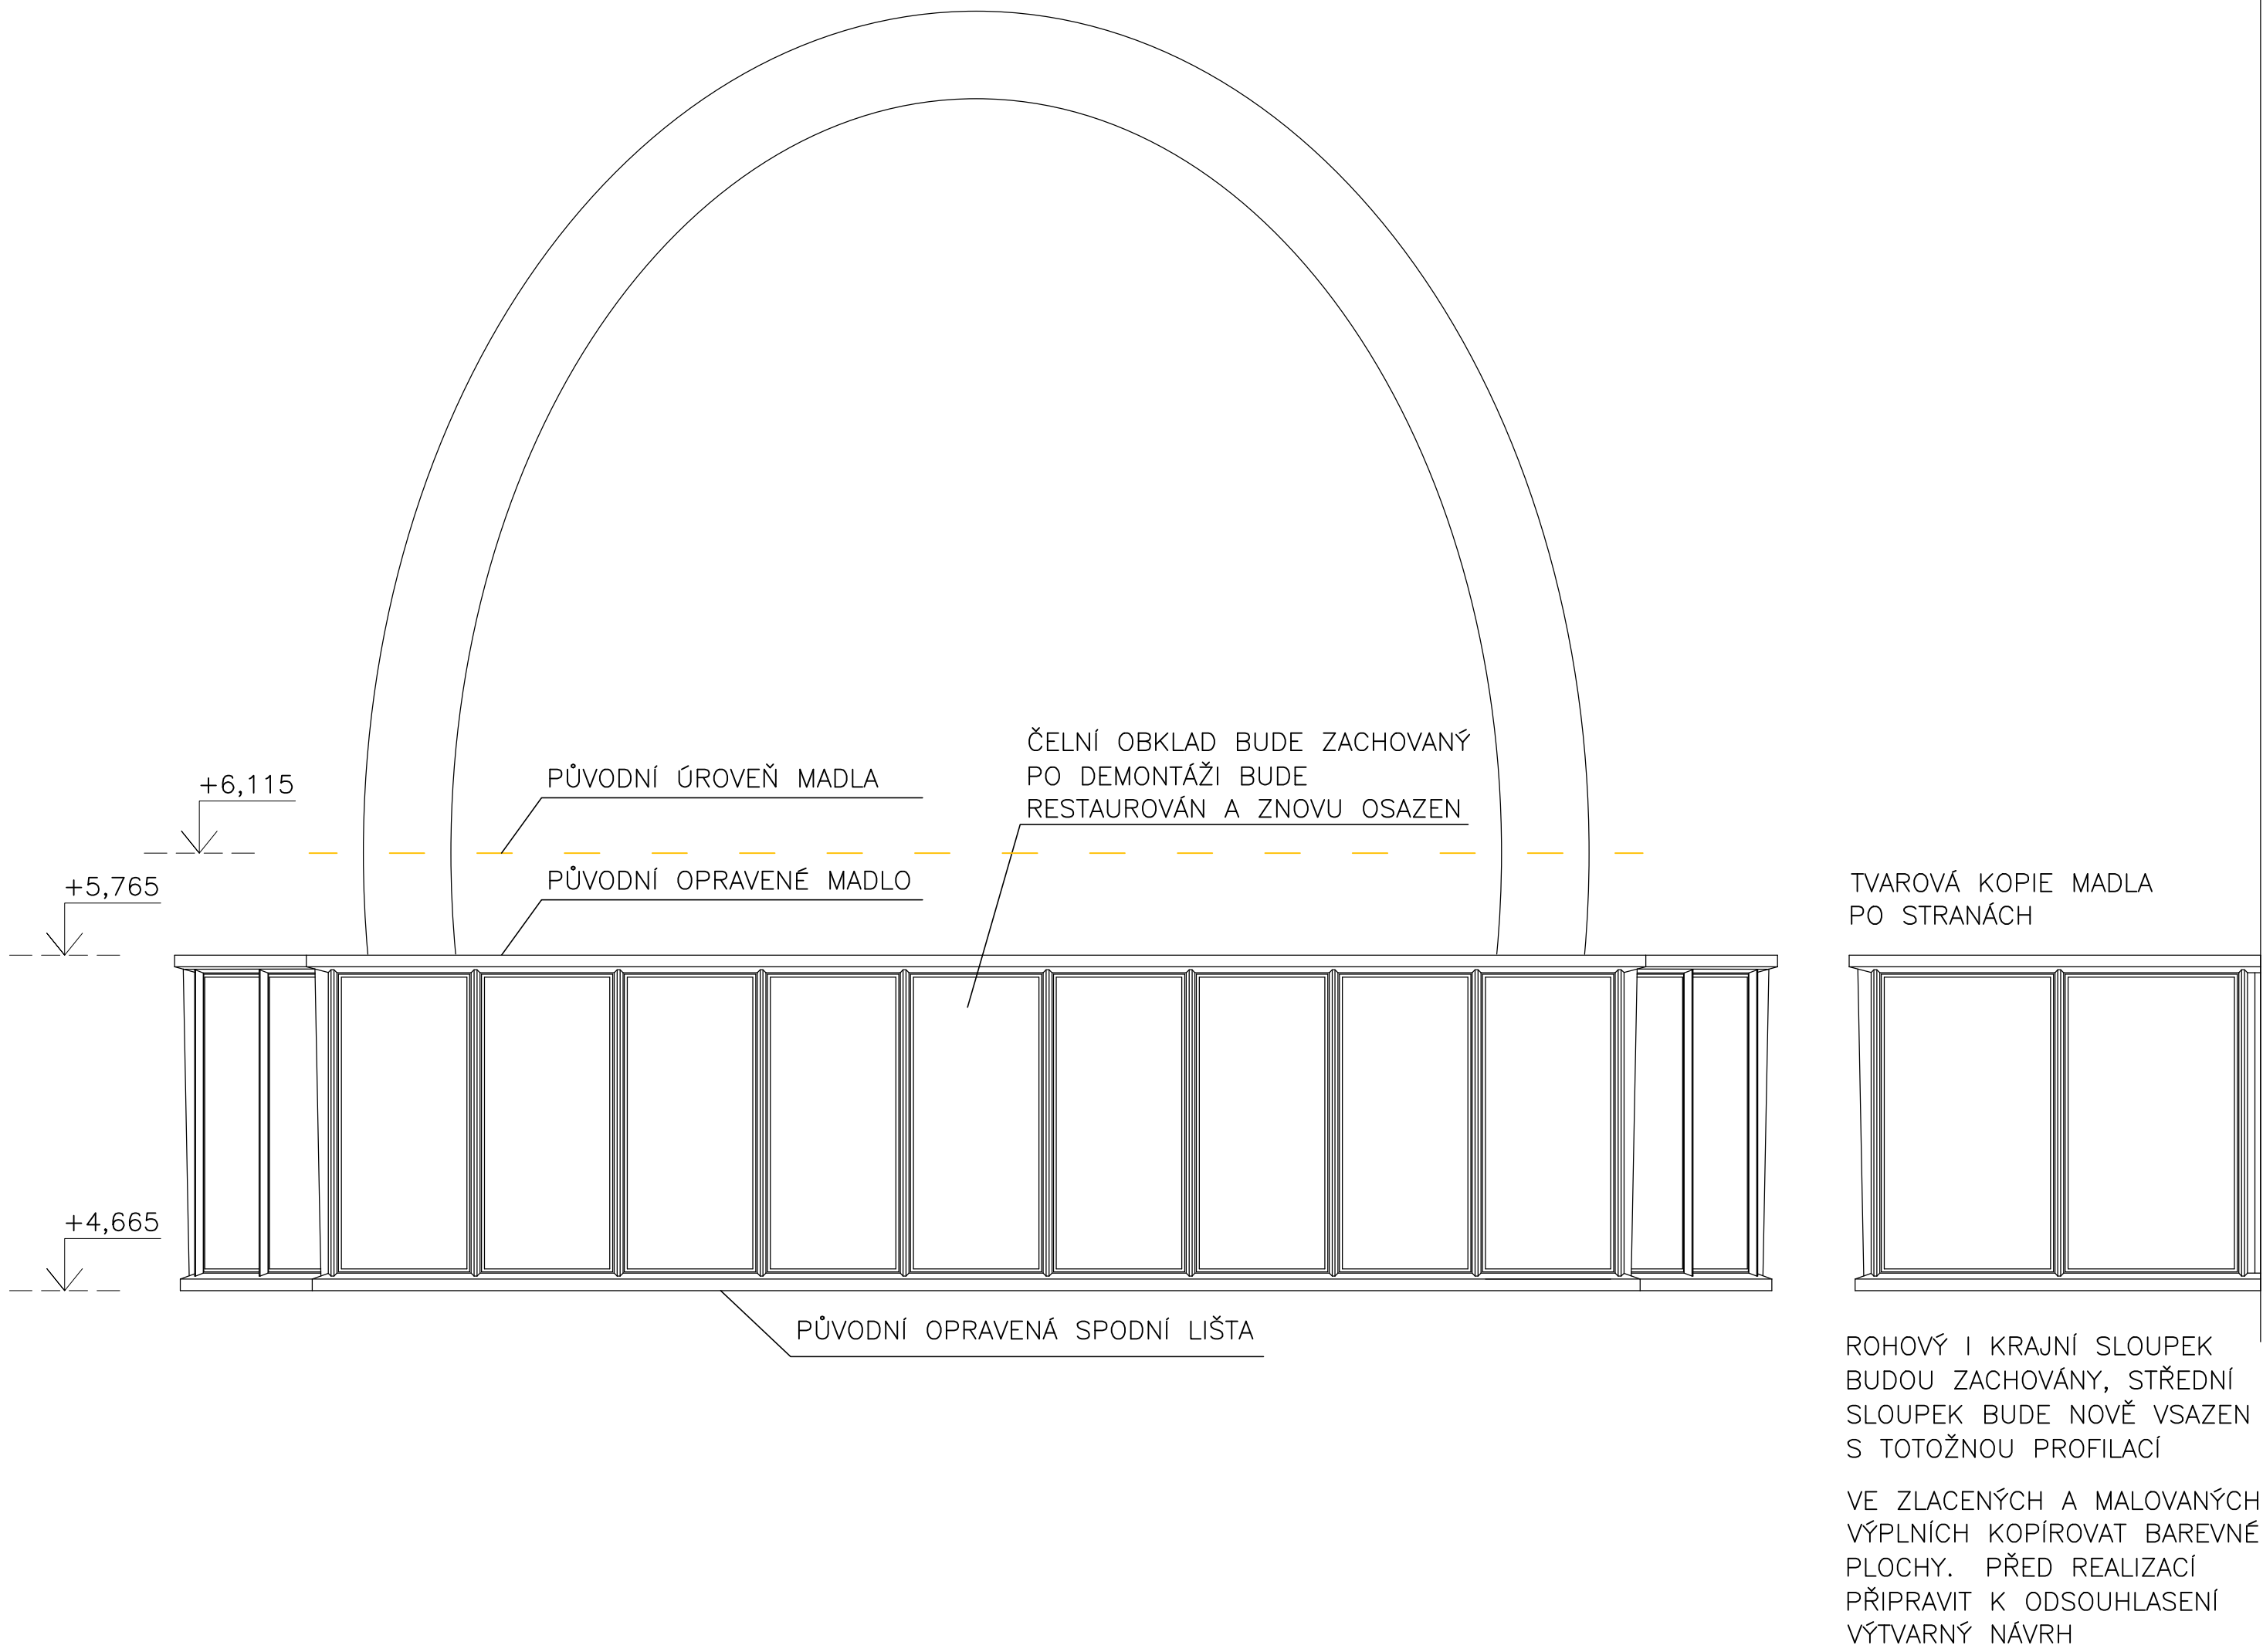 +6,115
PŮVODNÍ ÚROVEŇ MADLA
ČELNÍ OBKLAD BUDE ZACHOVANÝ
PO DEMONTÁŽI BUDE
RESTAUROVÁN A ZNOVU OSAZEN
+5,765
PŮVODNÍ OPRAVENÉ MADLO
TVAROVÁ KOPIE MADLA
PO STRANÁCH
+4,665
PŮVODNÍ OPRAVENÁ SPODNÍ LIŠTA
ROHOVÝ I KRAJNÍ SLOUPEK
BUDOU ZACHOVÁNY, STŘEDNÍ
SLOUPEK BUDE NOVĚ VSAZEN
S TOTOŽNOU PROFILACÍ
VE ZLACENÝCH A MALOVANÝCH
VÝPLNÍCH KOPÍROVAT BAREVNÉ
PLOCHY. PŘED REALIZACÍ
PŘIPRAVIT K ODSOUHLASENÍ
VÝTVARNÝ NÁVRH